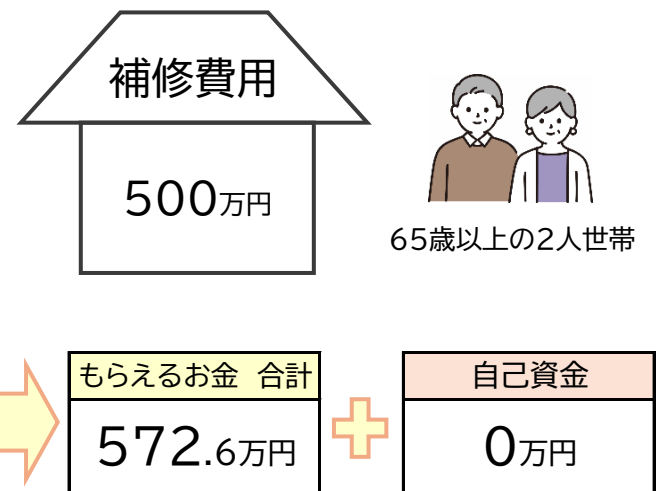 補修費用
500万円
65歳以上の2人世帯
もらえるお金 合計
572.6万円
自己資金
0万円